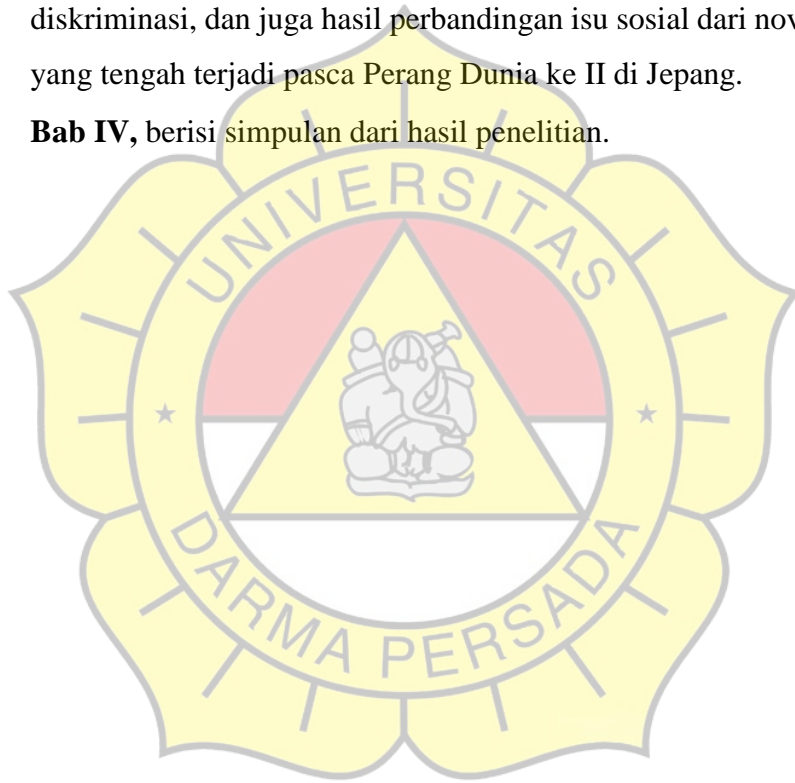 diskriminasi, dan juga hasil perbandingan isu sosial dari
yang tengah terjadi pasca Perang Dunia ke II di Jepang.
Bab IV, berisi simpulan dari hasil penelitian.
UNIVERSITAS
DARMA PERSADA